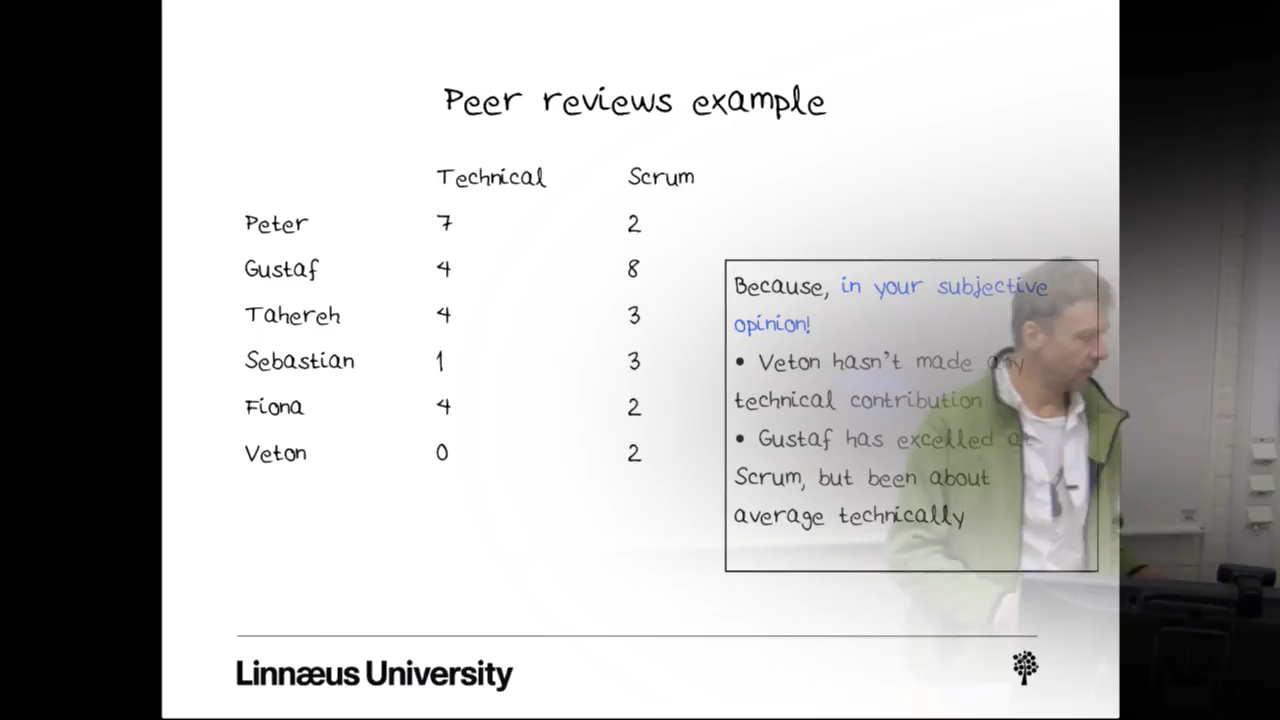 Peer reviews example
Technical Scrum
Peter 7 2
Gustaf 4 8
Tahereh 4 3
Sebastian 1 3
Fiona 4 2
Veton 0 2
Because, in your subjective
opinion!
• Veton hasn't made any
technical contribution
• Gustaf has excelled at
Scrum, but been about
average technically
Linnæus University